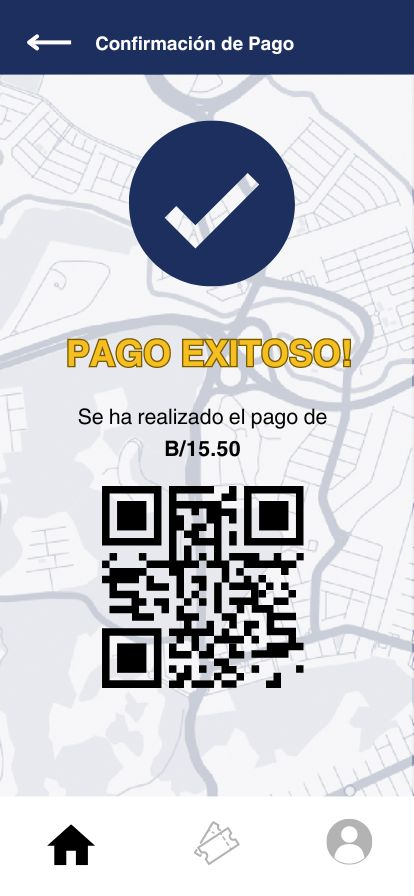 Confirmación de Pago
PAGO EXITOSO!
Se ha realizado el pago de
B/15.50